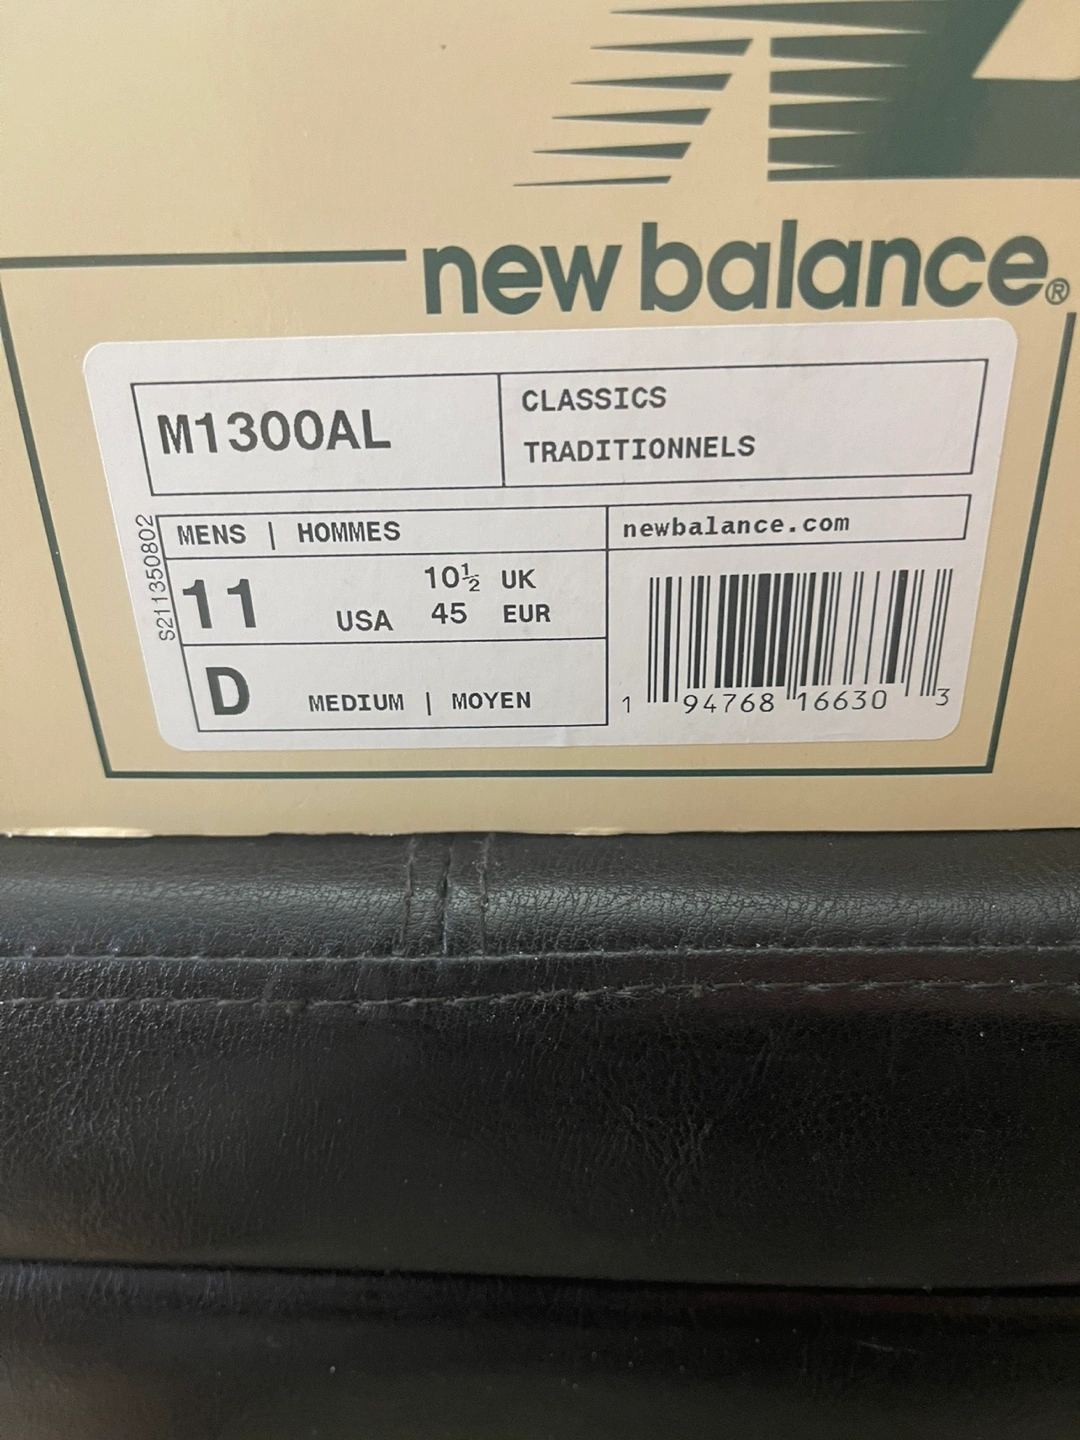 new balance®
M1300AL
CLASSICS
TRADITIONNELS
S211350802
MENS | HOMMES
newbalance.com
11 USA
10½ UK
45 EUR
D MEDIUM | MOYEN
1 94768 16630 3